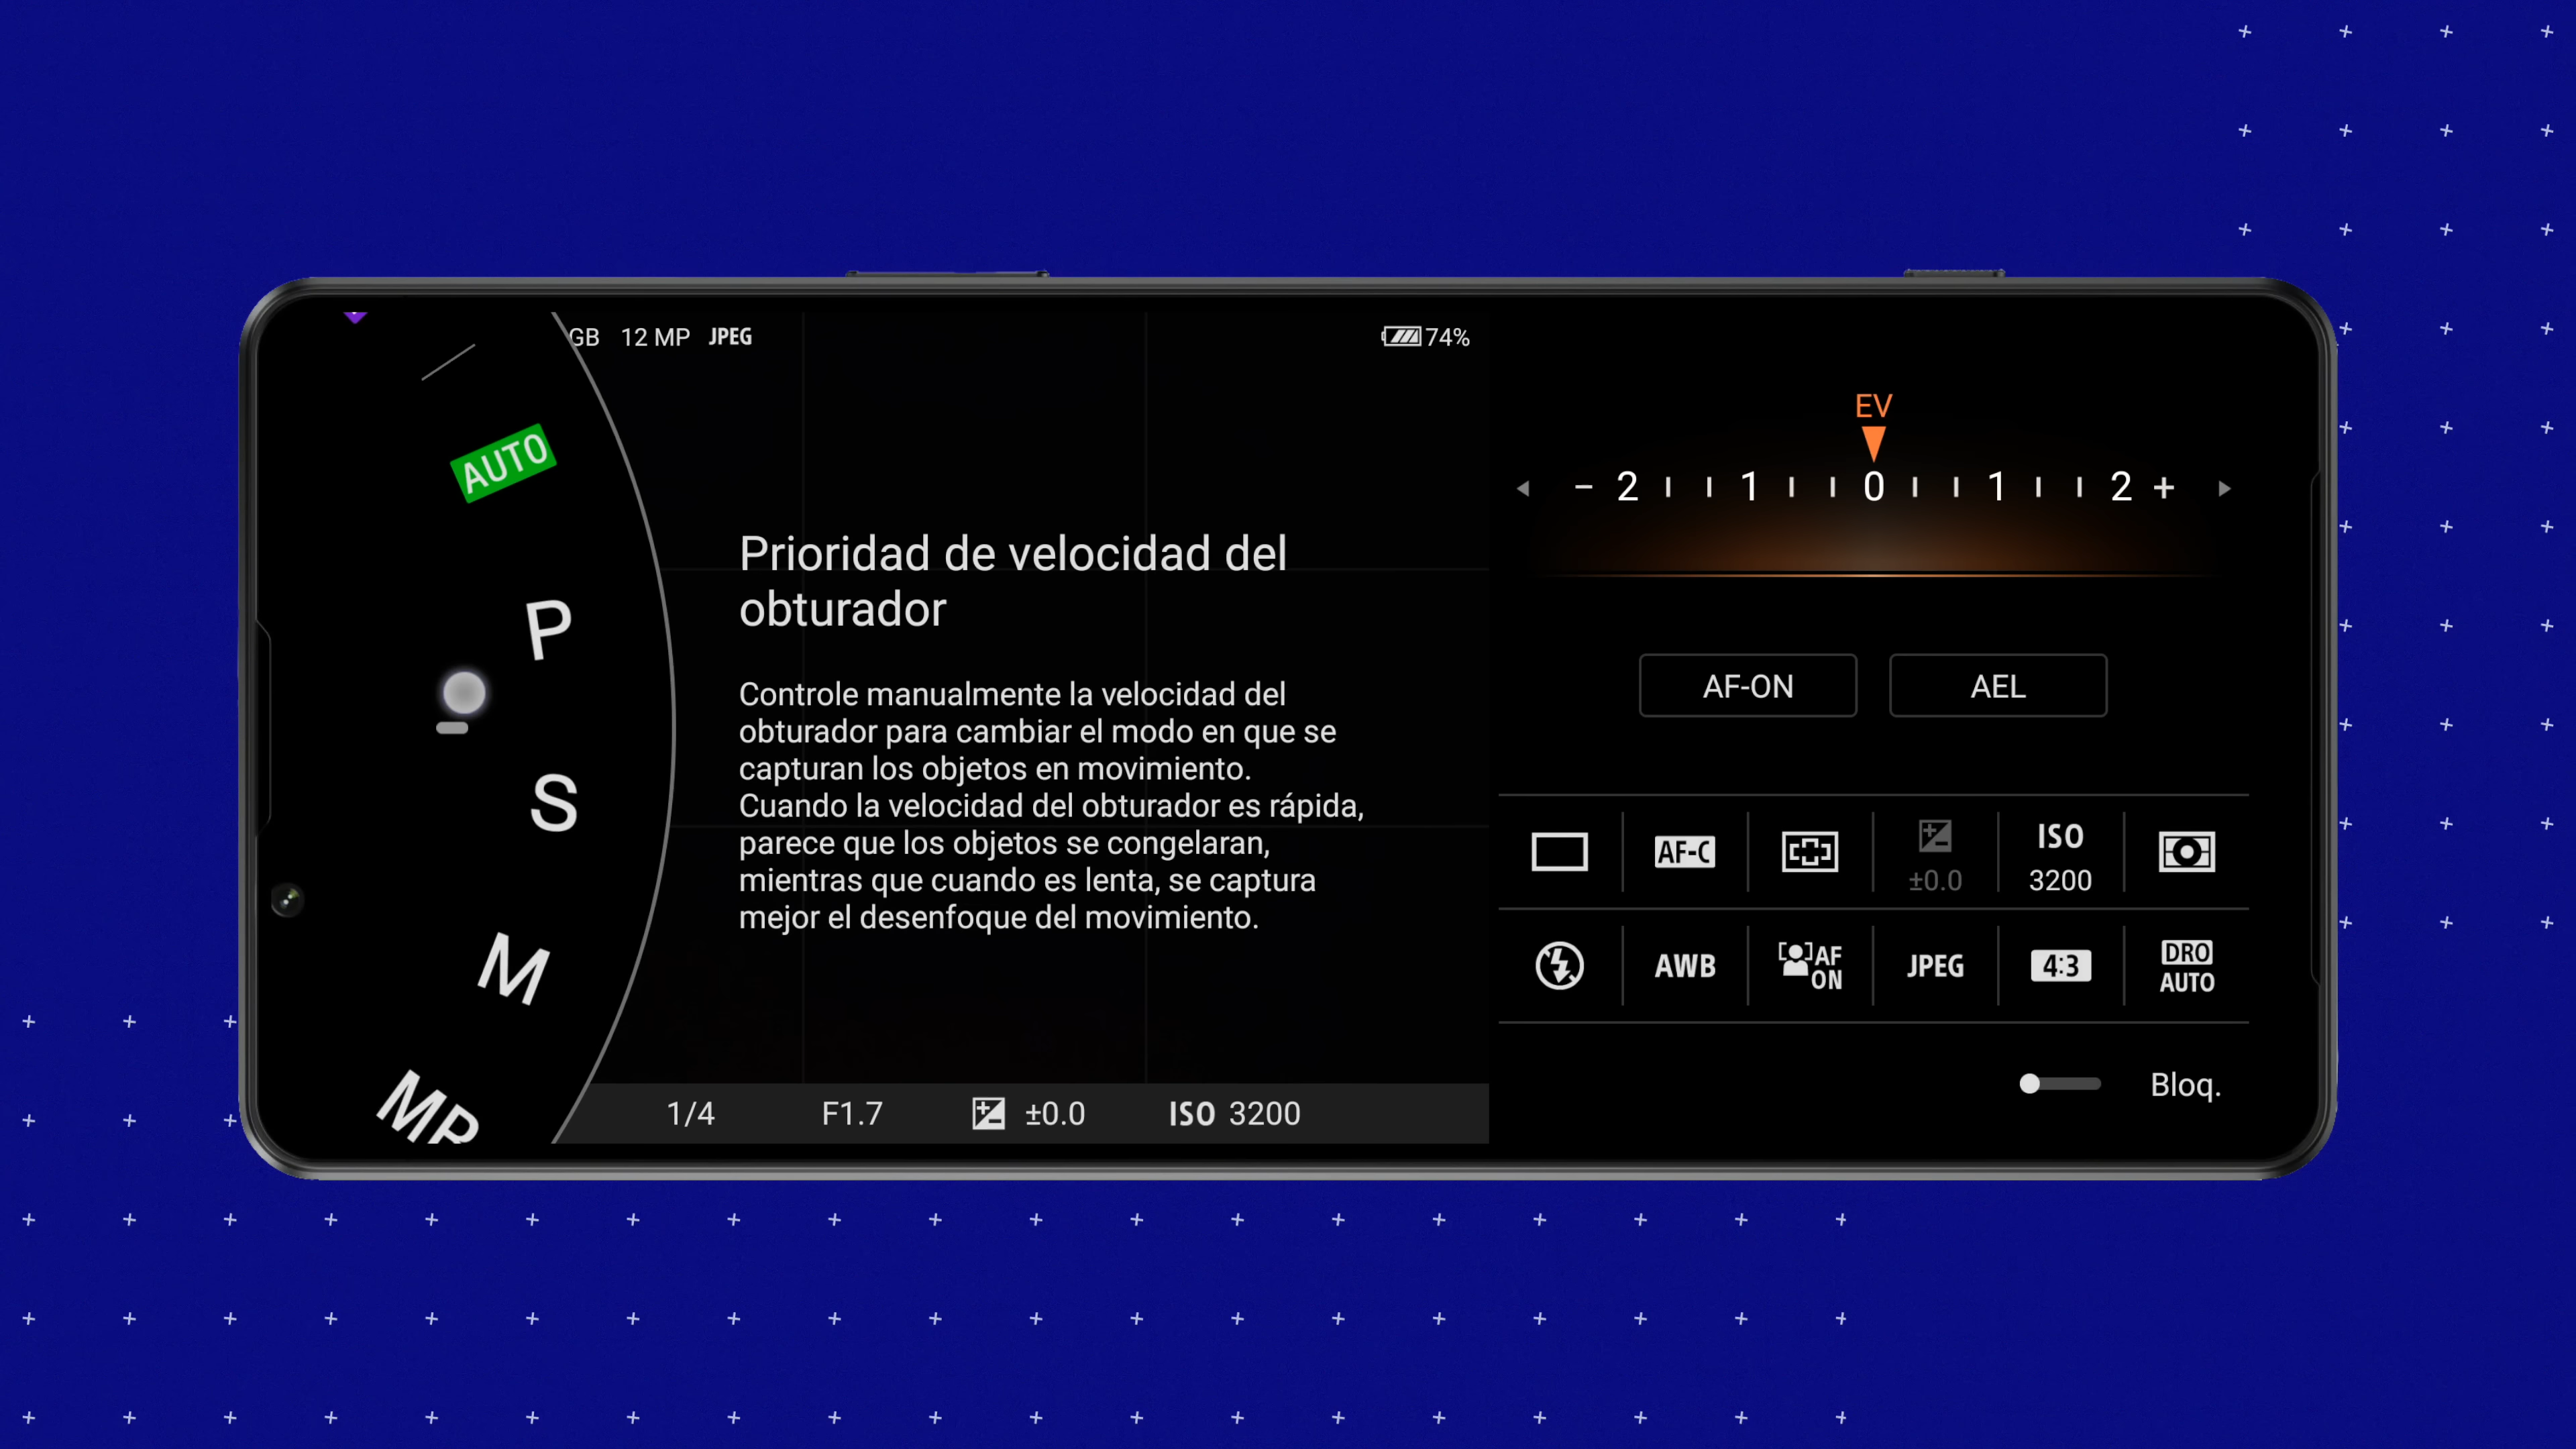 GB 12 MP JPEG 74%
AUTO
P
S
M
MR
Prioridad de velocidad del
obturador
Controle manualmente la velocidad del
obturador para cambiar el modo en que se
capturan los objetos en movimiento.
Cuando la velocidad del obturador es rápida,
parece que los objetos se congelaran,
mientras que cuando es lenta, se captura
mejor el desenfoque del movimiento.
1/4 F1.7 ±0.0 ISO 3200
EV
− 2 1 0 1 2 +
AF-ON AEL
AF-C ±0.0 ISO 3200
AWB AF ON JPEG 4:3 DRO AUTO
Bloq.